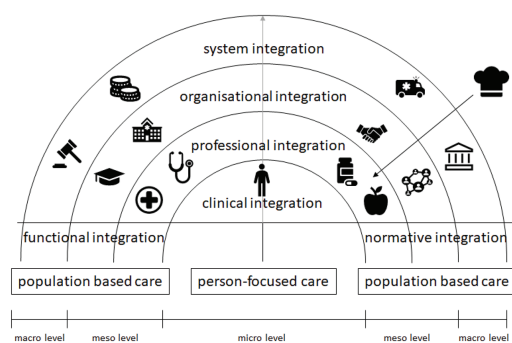 system integration
organisational integration
professional integration
clinical integration
functional integration
normative integration
population based care
person-focused care
population based care
macro level
meso level
micro level
meso level
macro level